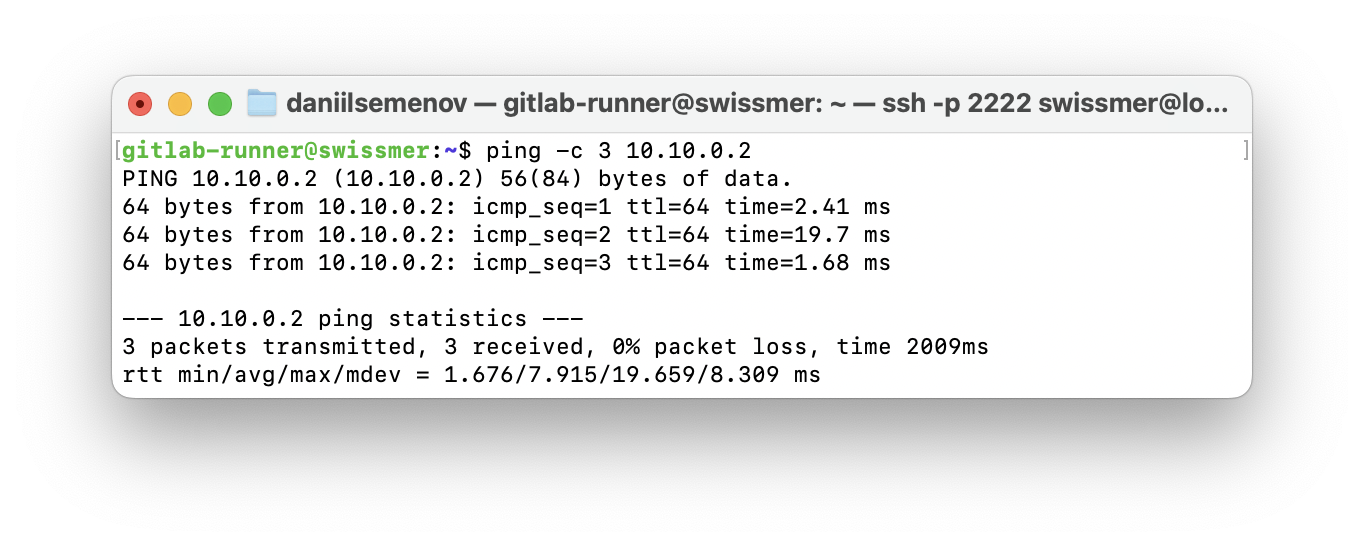 daniilsemenov — gitlab-runner@swissmer: ~ — ssh -p 2222 swissmer@lo...
[gitlab-runner@swissmer:~$ ping -c 3 10.10.0.2 ]
PING 10.10.0.2 (10.10.0.2) 56(84) bytes of data.
64 bytes from 10.10.0.2: icmp_seq=1 ttl=64 time=2.41 ms
64 bytes from 10.10.0.2: icmp_seq=2 ttl=64 time=19.7 ms
64 bytes from 10.10.0.2: icmp_seq=3 ttl=64 time=1.68 ms
--- 10.10.0.2 ping statistics ---
3 packets transmitted, 3 received, 0% packet loss, time 2009ms
rtt min/avg/max/mdev = 1.676/7.915/19.659/8.309 ms